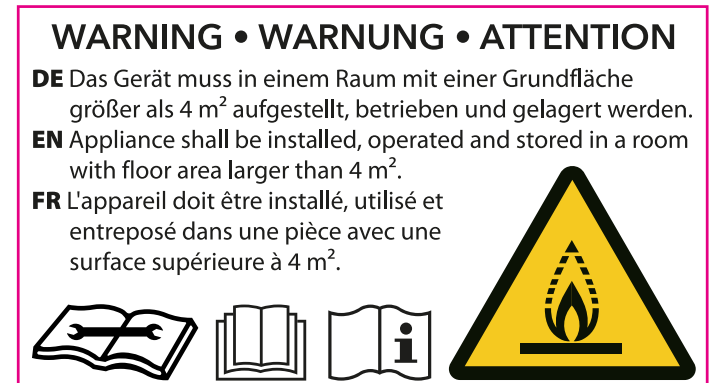 WARNING • WARNUNG • ATTENTION
DE Das Gerät muss in einem Raum mit einer Grundfläche
größer als 4 m² aufgestellt, betrieben und gelagert werden.
EN Appliance shall be installed, operated and stored in a room
with floor area larger than 4 m².
FR L'appareil doit être installé, utilisé et
entreposé dans une pièce avec une
surface supérieure à 4 m².